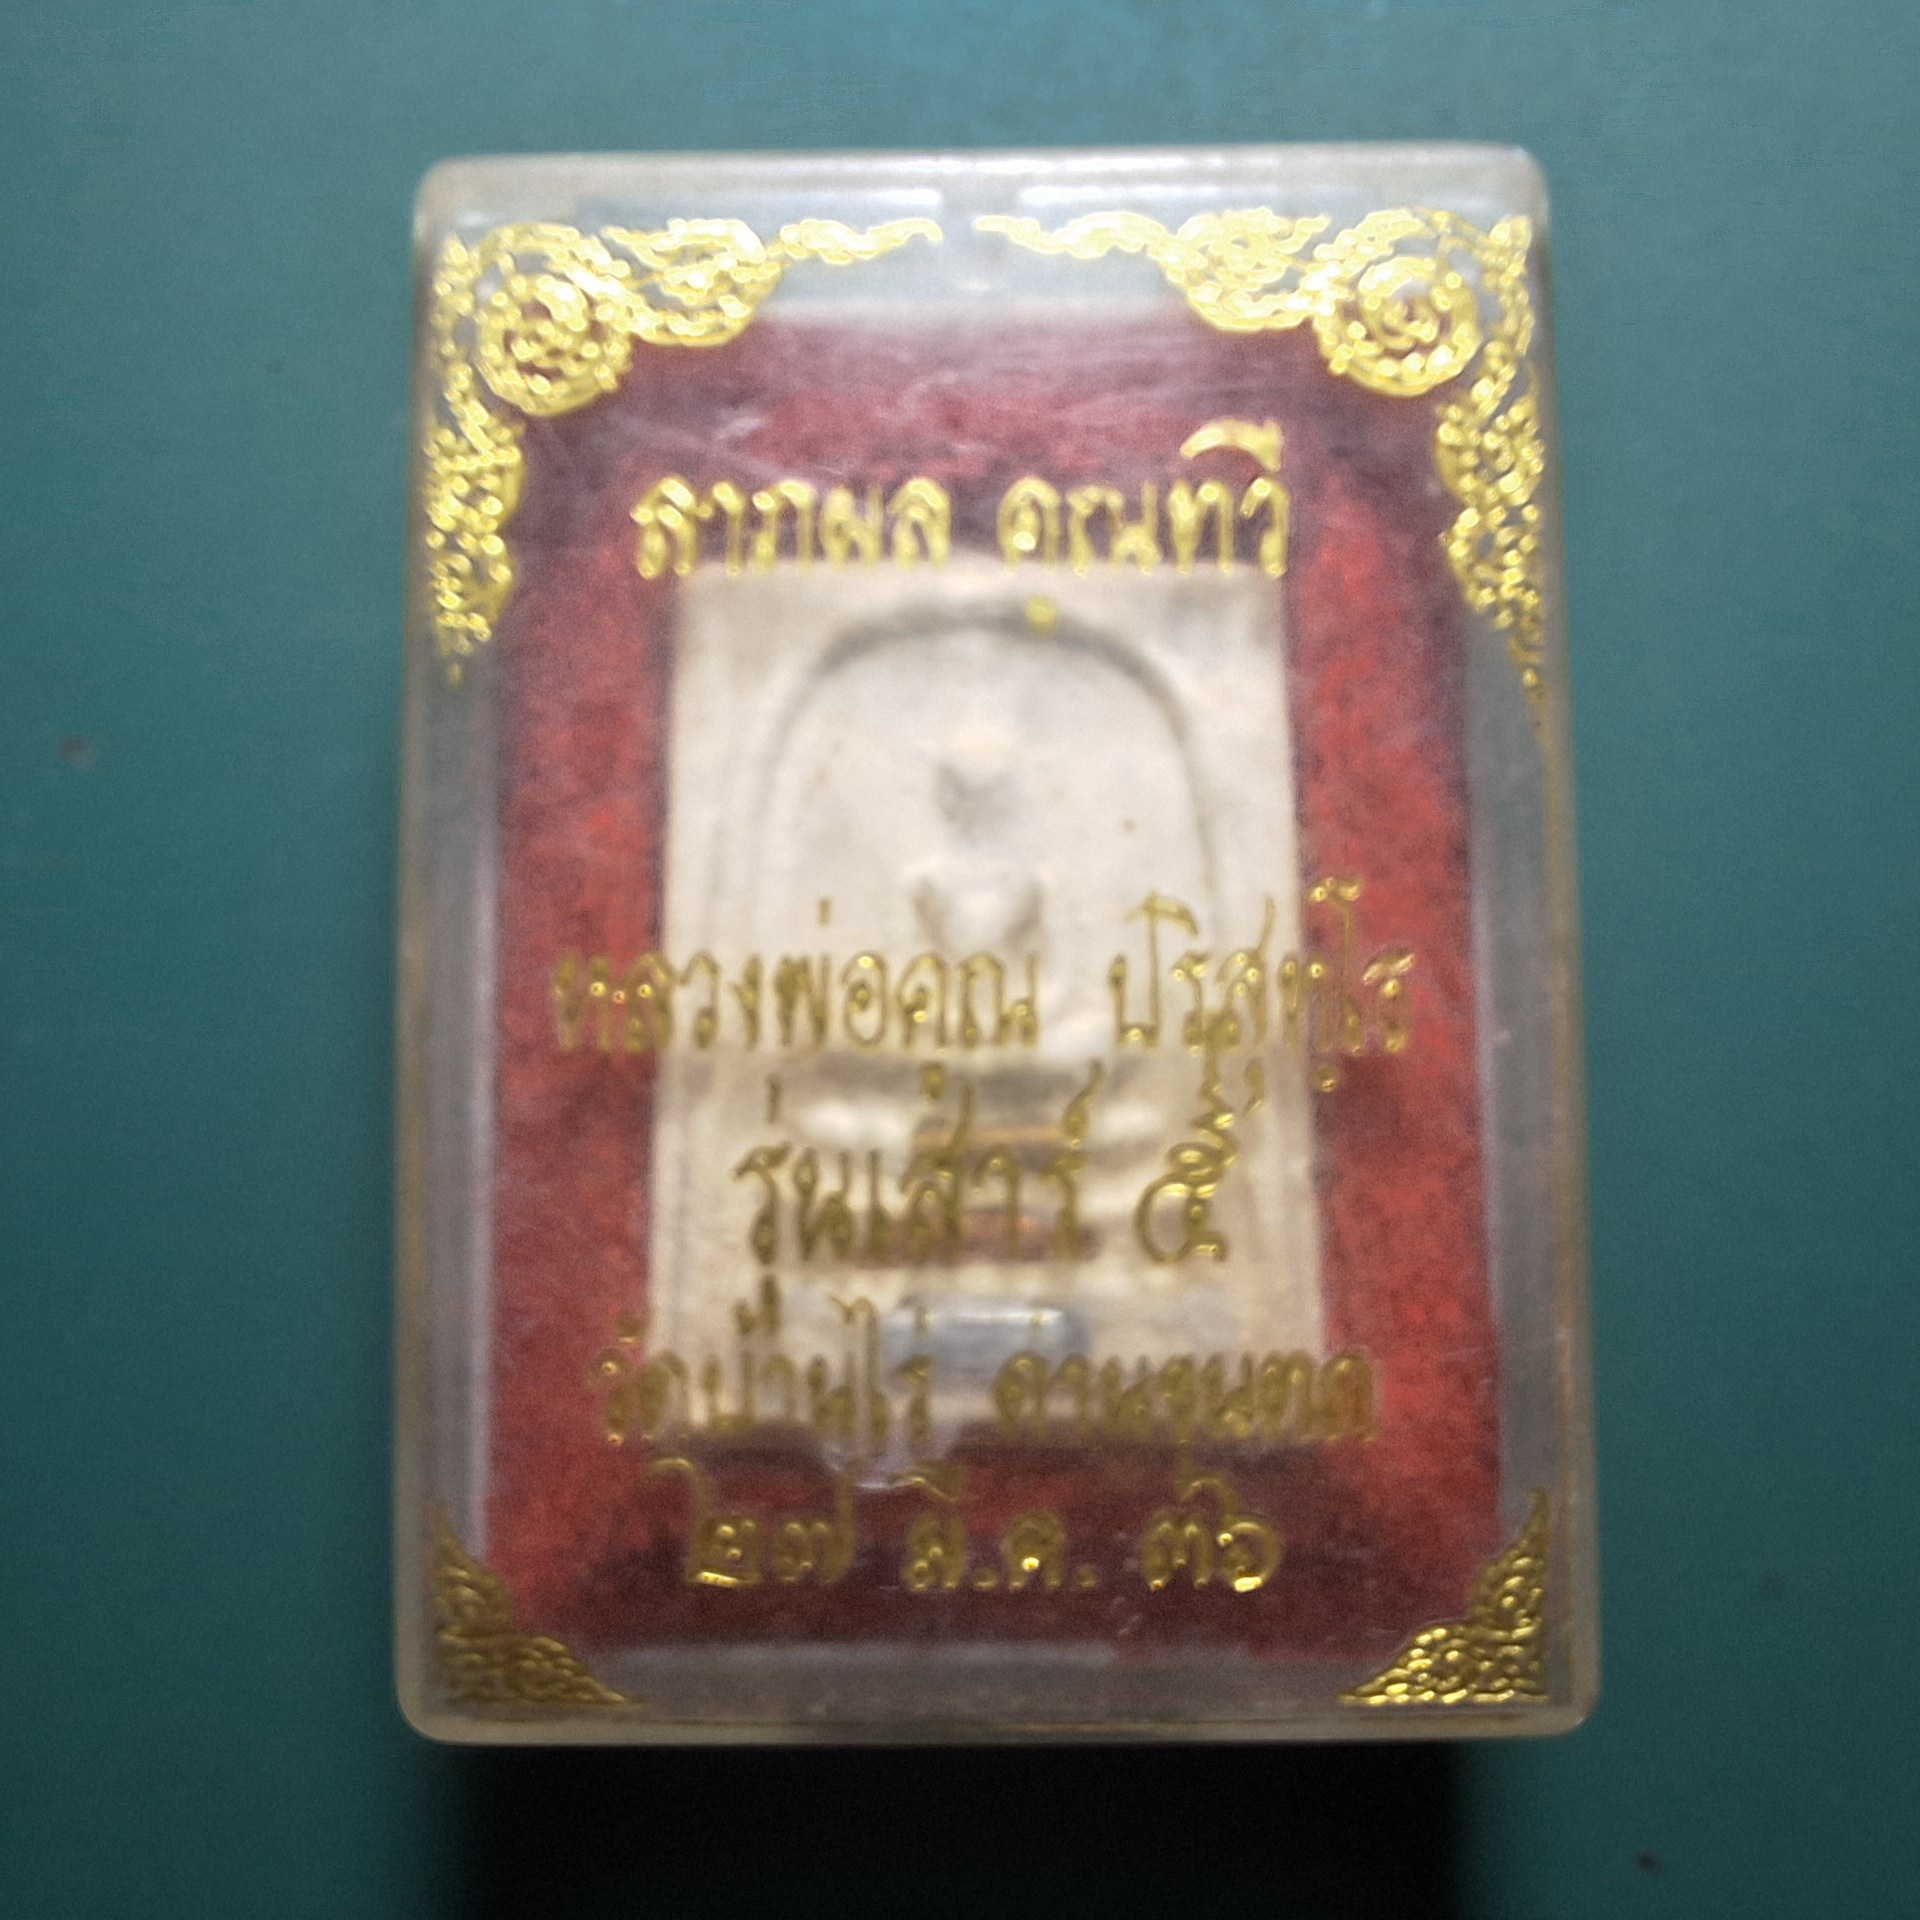 ลาภผล คูณทวี
หลวงพ่อคูณ ปริสุทฺโธ
รุ่นเสาร์ ๕
วัดบ้านไร่ ด่านขุนทด
๒๗ มี.ค. ๓๖